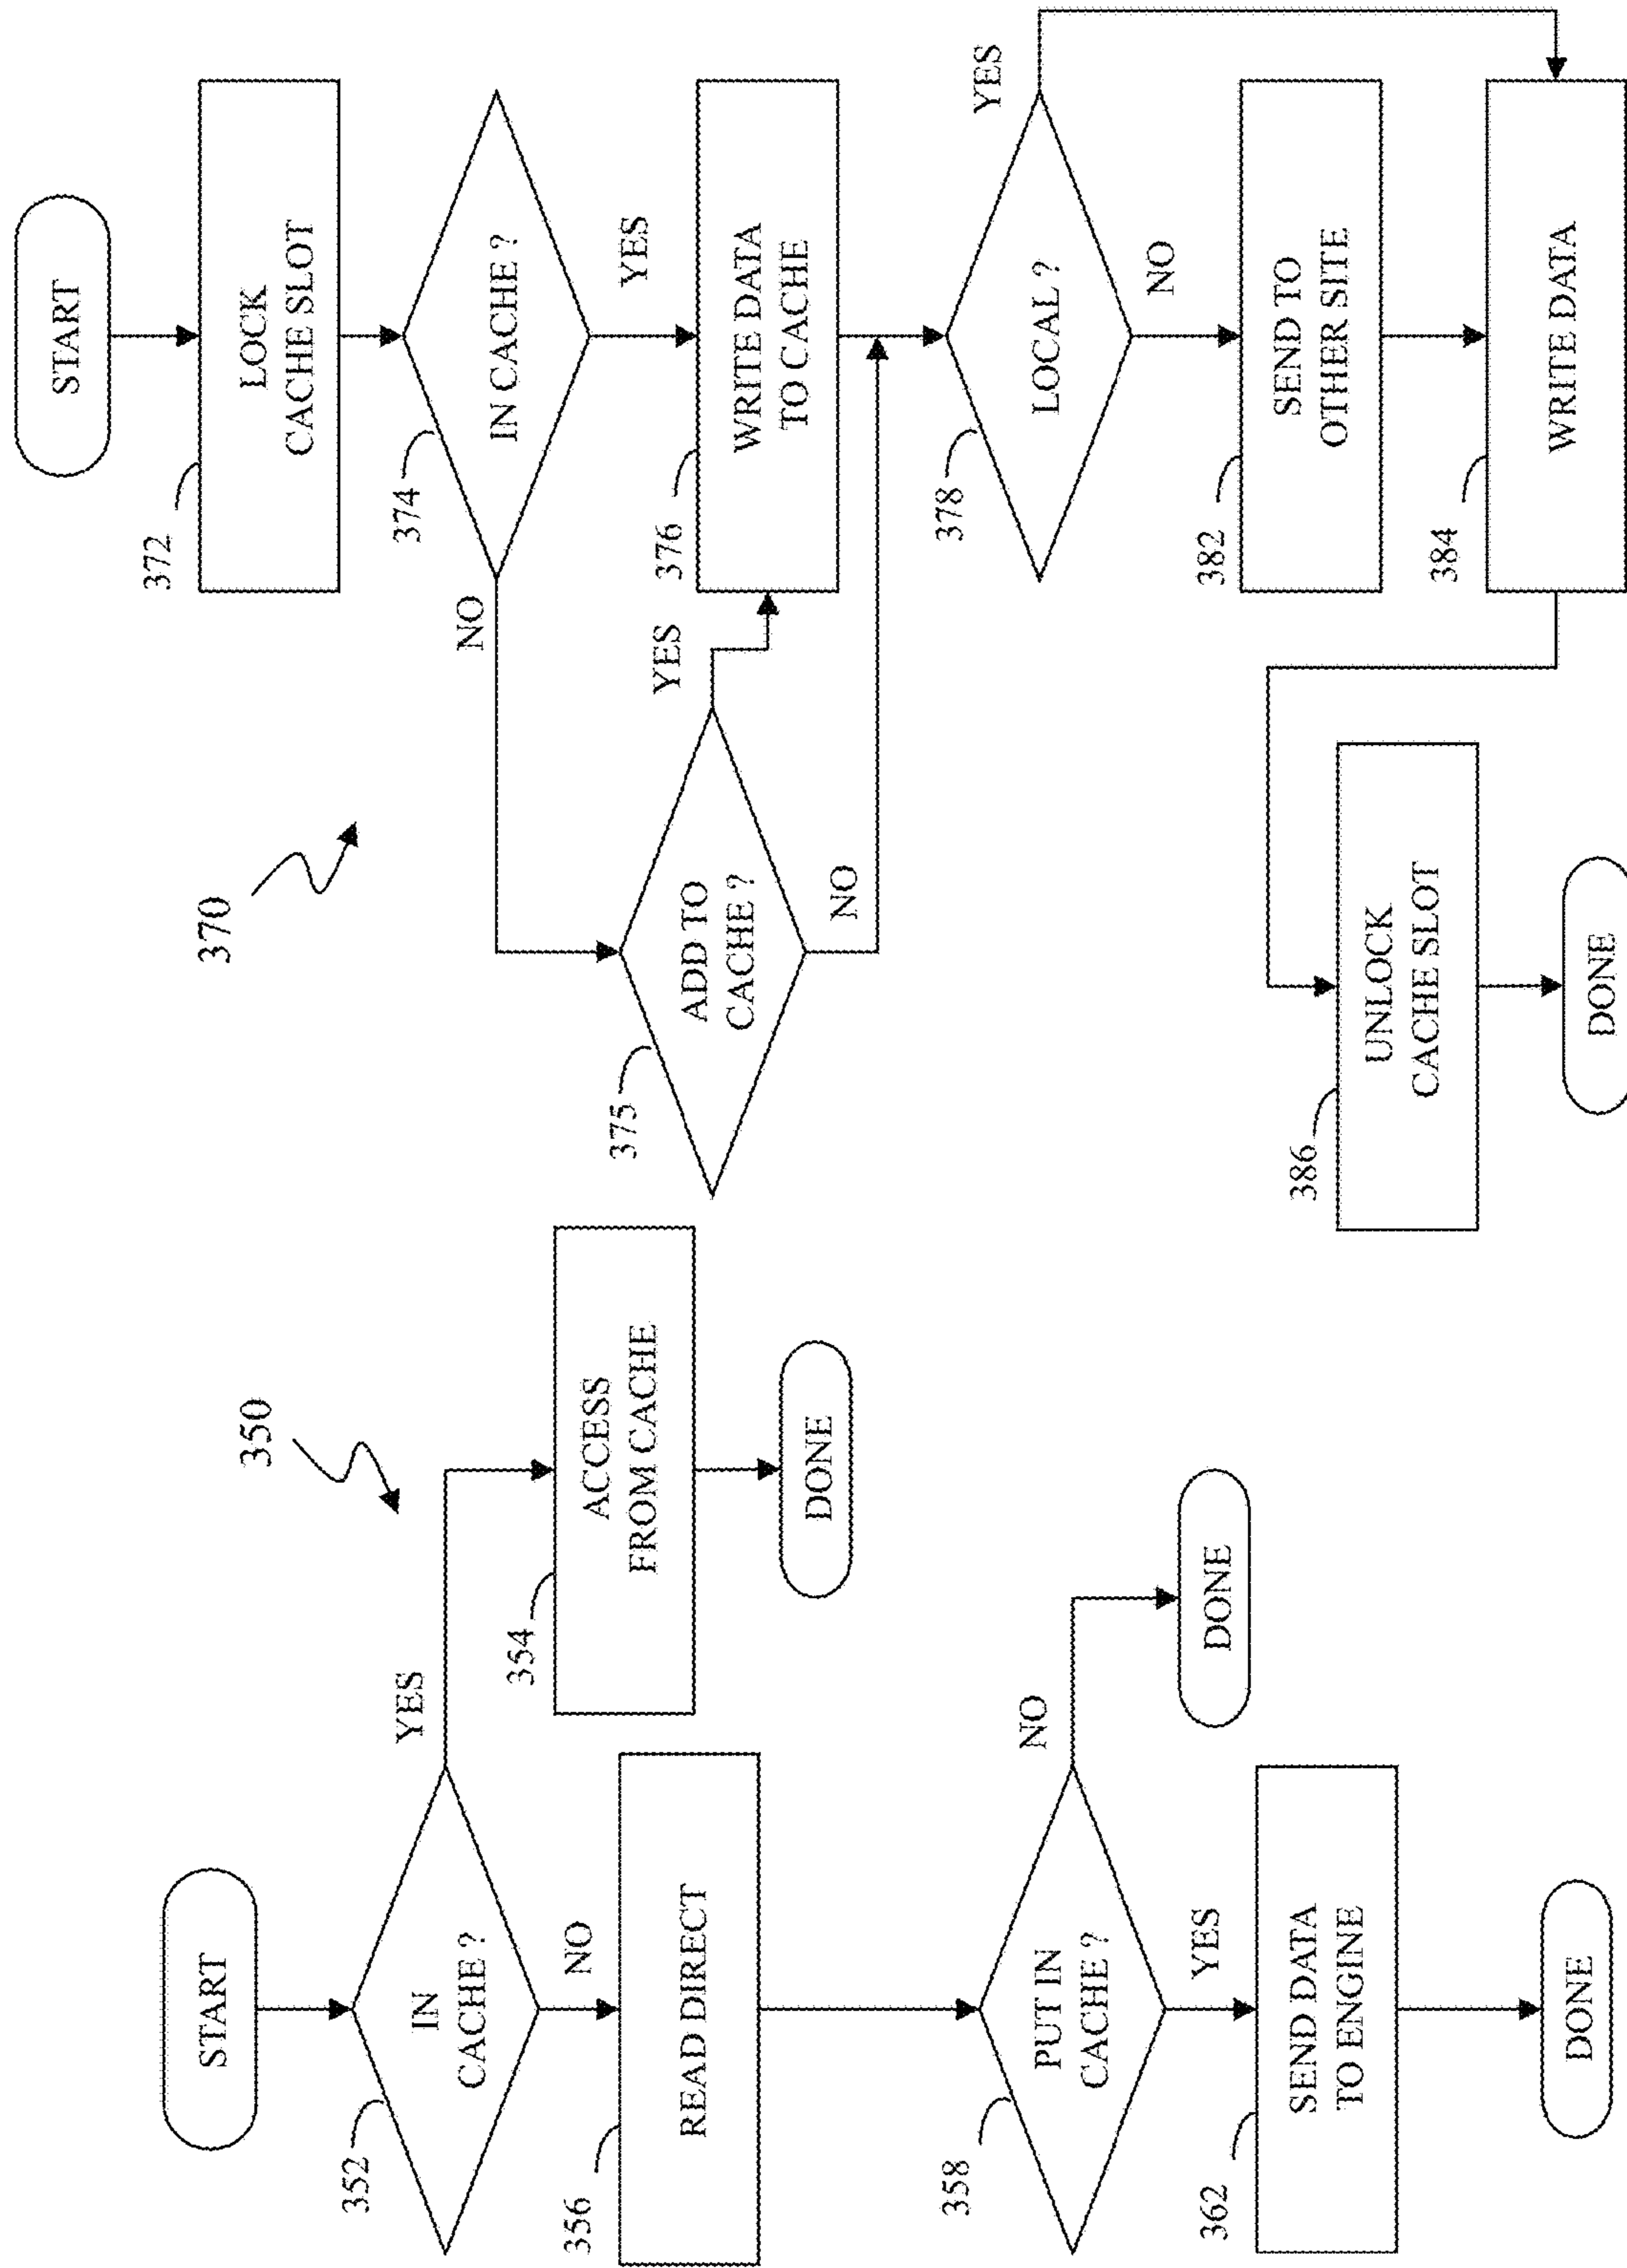 350
START
352
IN
CACHE ?
YES
NO
354
ACCESS
FROM CACHE
DONE
356
READ DIRECT
358
PUT IN
CACHE ?
NO
DONE
YES
362
SEND DATA
TO ENGINE
DONE
370
START
372
LOCK
CACHE SLOT
374
IN CACHE ?
NO
YES
375
ADD TO
CACHE ?
YES
NO
376
WRITE DATA
TO CACHE
378
LOCAL ?
YES
NO
382
SEND TO
OTHER SITE
384
WRITE DATA
386
UNLOCK
CACHE SLOT
DONE